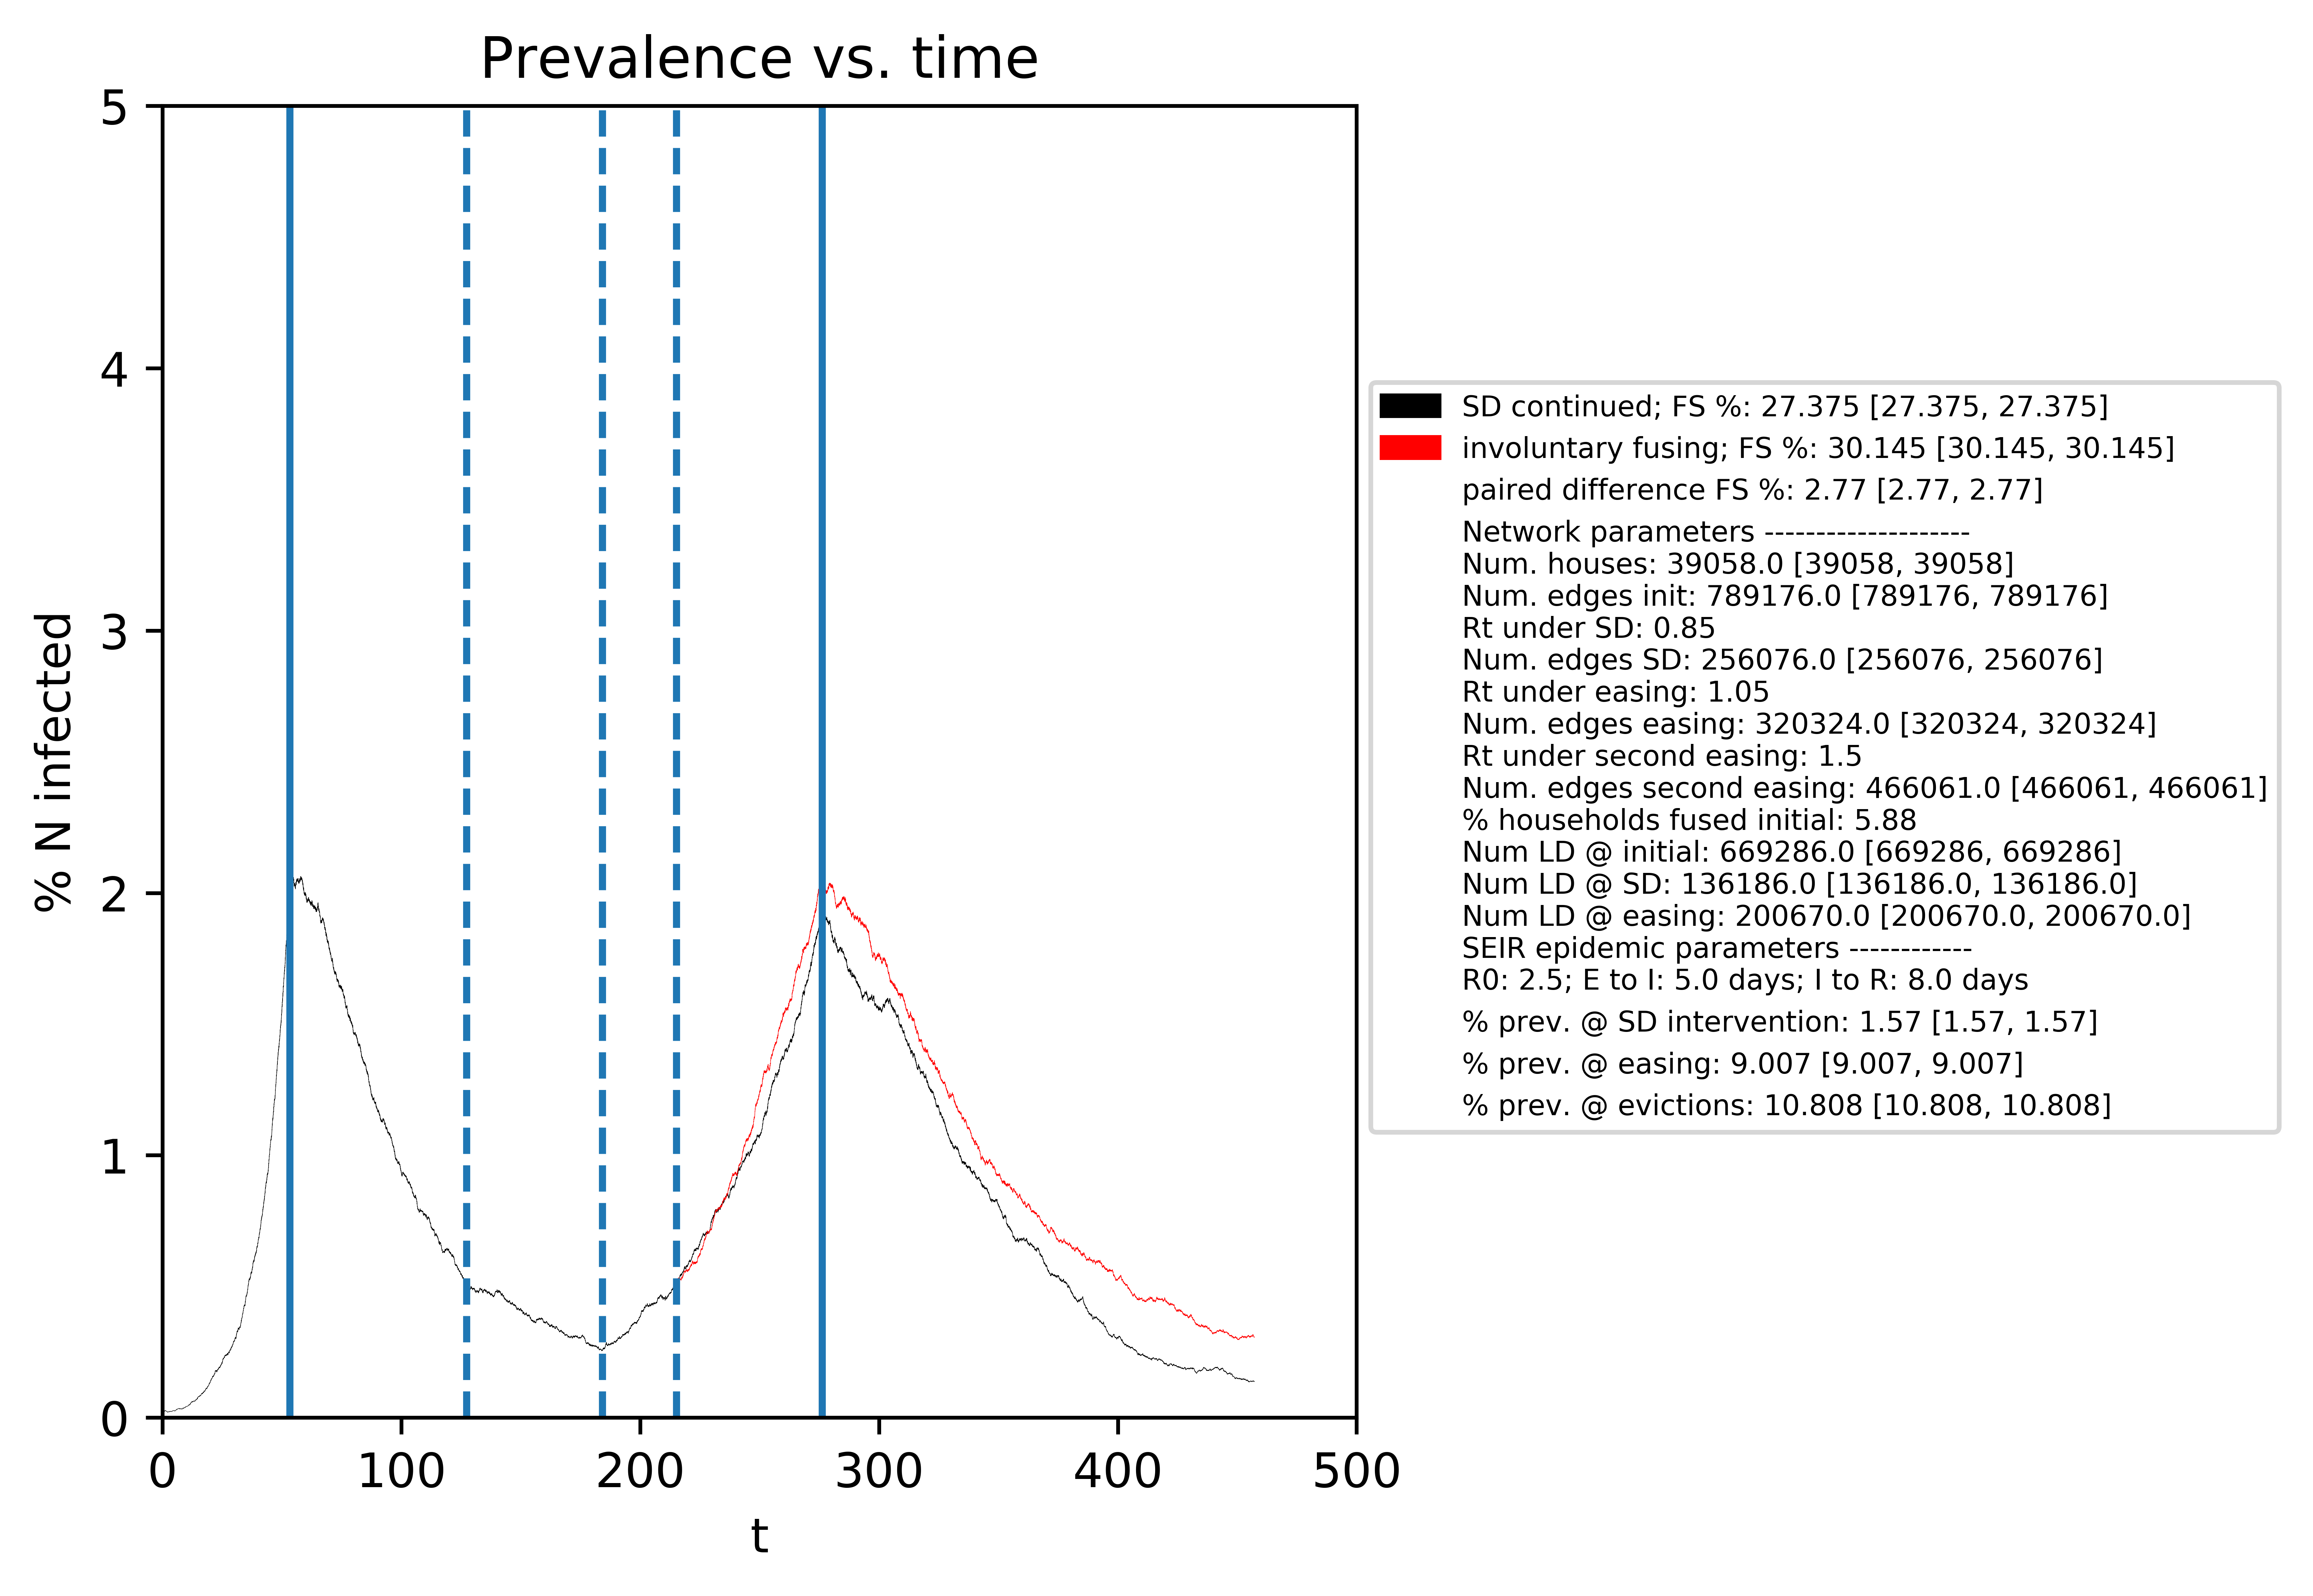 Prevalence vs. time
5
4
3
2
1
0
% N infected
0 100 200 300 400 500
t
SD continued; FS %: 27.375 [27.375, 27.375]
involuntary fusing; FS %: 30.145 [30.145, 30.145]
paired difference FS %: 2.77 [2.77, 2.77]
Network parameters --------------------
Num. houses: 39058.0 [39058, 39058]
Num. edges init: 789176.0 [789176, 789176]
Rt under SD: 0.85
Num. edges SD: 256076.0 [256076, 256076]
Rt under easing: 1.05
Num. edges easing: 320324.0 [320324, 320324]
Rt under second easing: 1.5
Num. edges second easing: 466061.0 [466061, 466061]
% households fused initial: 5.88
Num LD @ initial: 669286.0 [669286, 669286]
Num LD @ SD: 136186.0 [136186.0, 136186.0]
Num LD @ easing: 200670.0 [200670.0, 200670.0]
SEIR epidemic parameters ------------
R0: 2.5; E to I: 5.0 days; I to R: 8.0 days
% prev. @ SD intervention: 1.57 [1.57, 1.57]
% prev. @ easing: 9.007 [9.007, 9.007]
% prev. @ evictions: 10.808 [10.808, 10.808]